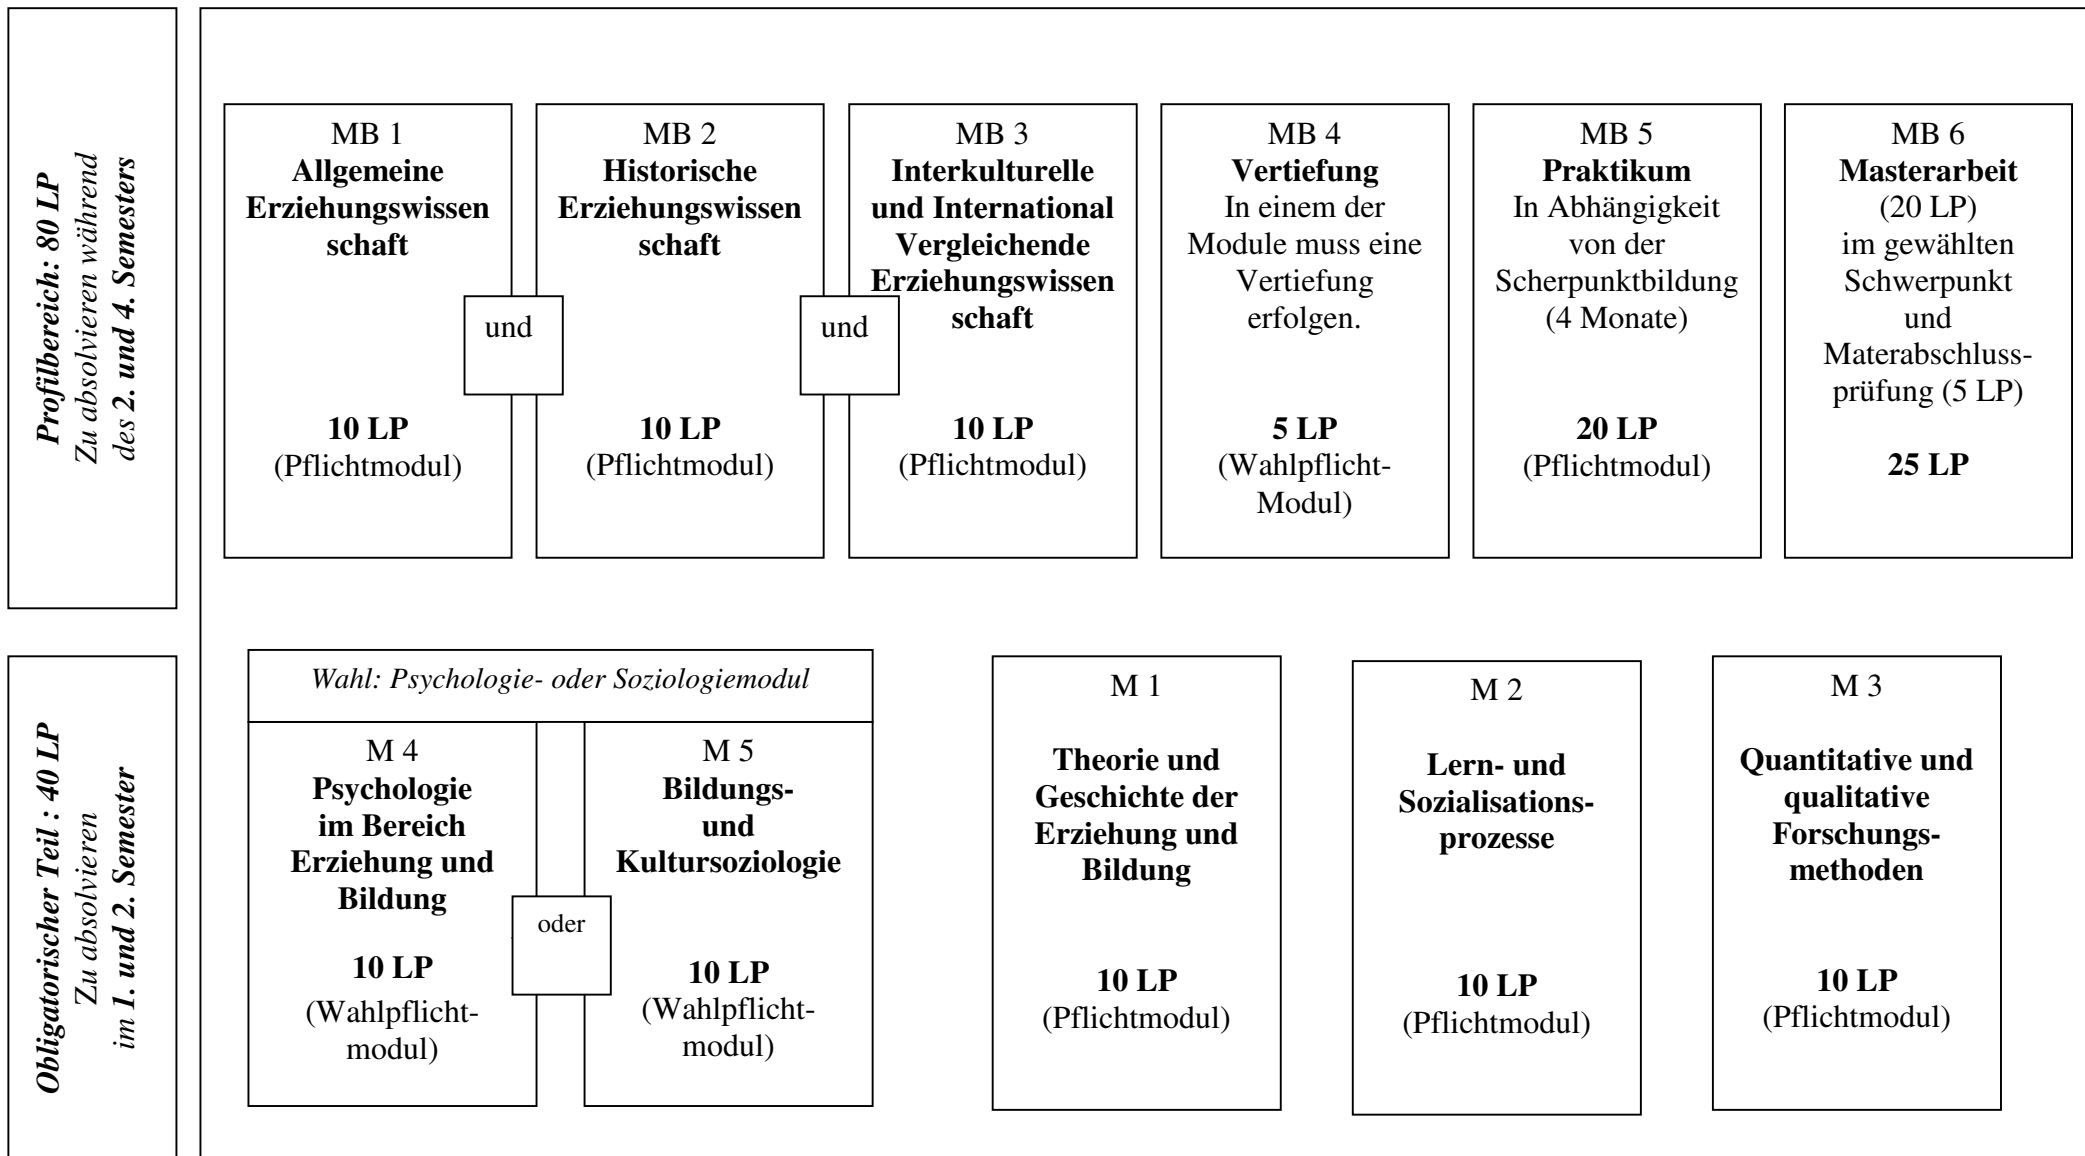 Profilbereich: 80 LP
Zu absolvieren während
des 2. und 4. Semesters
MB 1
Allgemeine
Erziehungswissen
schaft
10 LP
(Pflichtmodul)
und
MB 2
Historische
Erziehungswissen
schaft
10 LP
(Pflichtmodul)
und
MB 3
Interkulturelle
und International
Vergleichende
Erziehungswissen
schaft
10 LP
(Pflichtmodul)
MB 4
Vertiefung
In einem der
Module muss eine
Vertiefung
erfolgen.
5 LP
(Wahlpflicht-
Modul)
MB 5
Praktikum
In Abhängigkeit
von der
Scherpunktbildung
(4 Monate)
20 LP
(Pflichtmodul)
MB 6
Masterarbeit
(20 LP)
im gewählten
Schwerpunkt
und
Materabschluss-
prüfung (5 LP)
25 LP
Obligatorischer Teil : 40 LP
Zu absolvieren
im 1. und 2. Semester
Wahl: Psychologie- oder Soziologiemodul
M 4
Psychologie
im Bereich
Erziehung und
Bildung
10 LP
(Wahlpflicht-
modul)
oder
M 5
Bildungs-
und
Kultursoziologie
10 LP
(Wahlpflicht-
modul)
M 1
Theorie und
Geschichte der
Erziehung und
Bildung
10 LP
(Pflichtmodul)
M 2
Lern- und
Sozialisations-
prozesse
10 LP
(Pflichtmodul)
M 3
Quantitative und
qualitative
Forschungs-
methoden
10 LP
(Pflichtmodul)